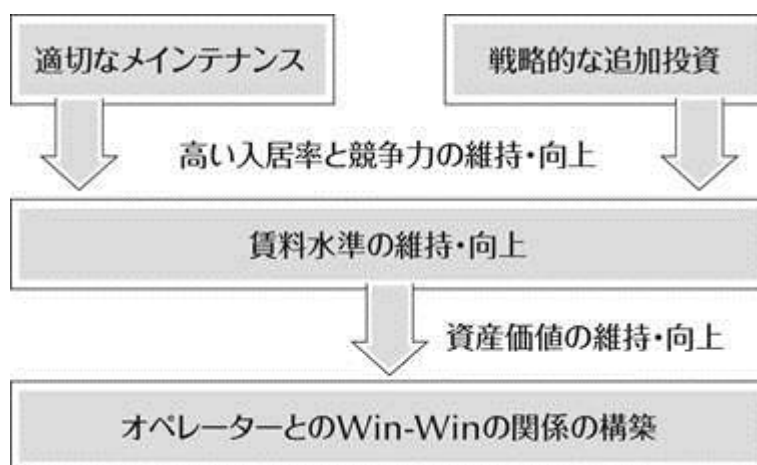 適切なメインテナンス
戦略的な追加投資
高い入居率と競争力の維持・向上
賃料水準の維持・向上
資産価値の維持・向上
オペレーターとのWin-Winの関係の構築